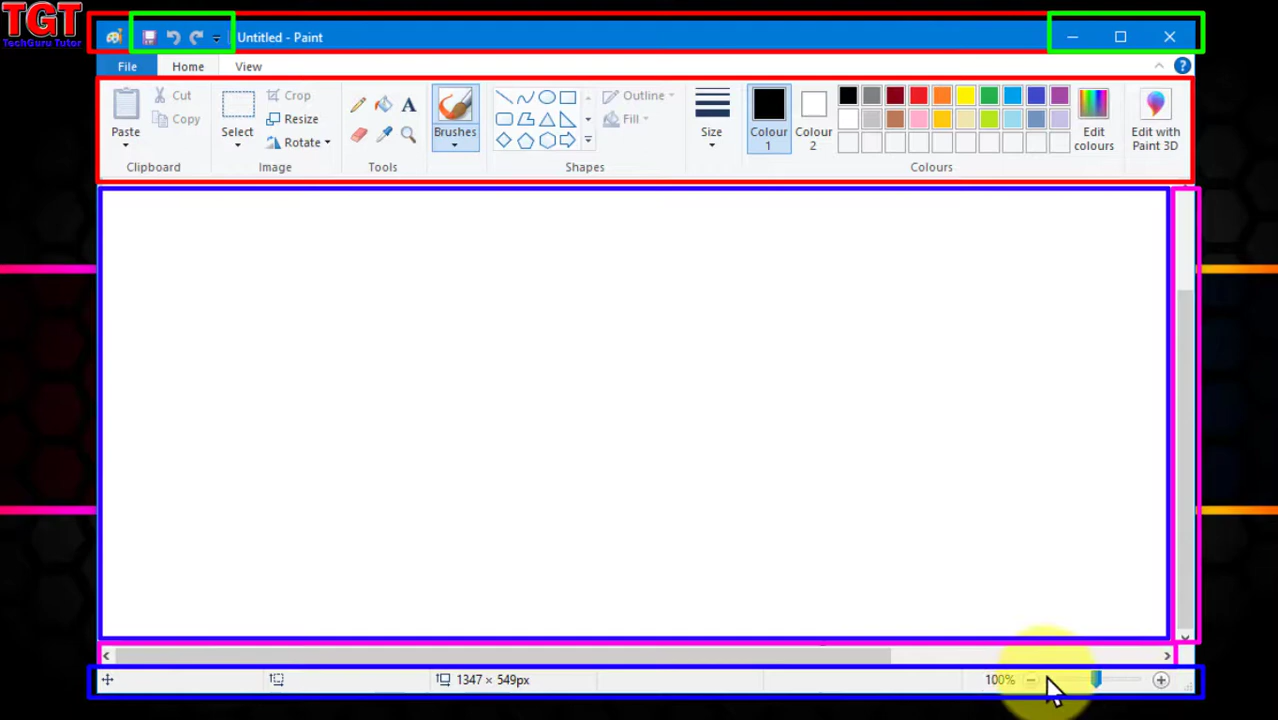 TGT
TechGuru Tutor
Untitled - Paint
File Home View
Paste
Cut
Copy
Clipboard
Select
Crop
Resize
Rotate
Image
A
Tools
Brushes
Outline
Fill
Shapes
Size
Colour 1
Colour 2
Edit colours
Colours
Edit with Paint 3D
1347 × 549px
100%